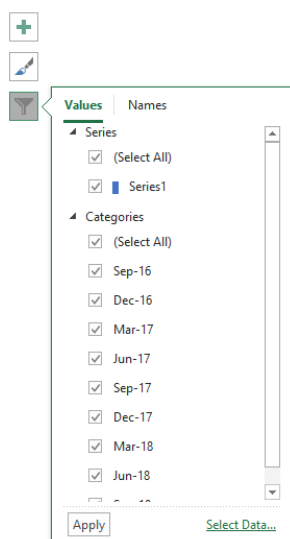 Values Names
Series
(Select All)
Series1
Categories
(Select All)
Sep-16
Dec-16
Mar-17
Jun-17
Sep-17
Dec-17
Mar-18
Jun-18
Apply Select Data...